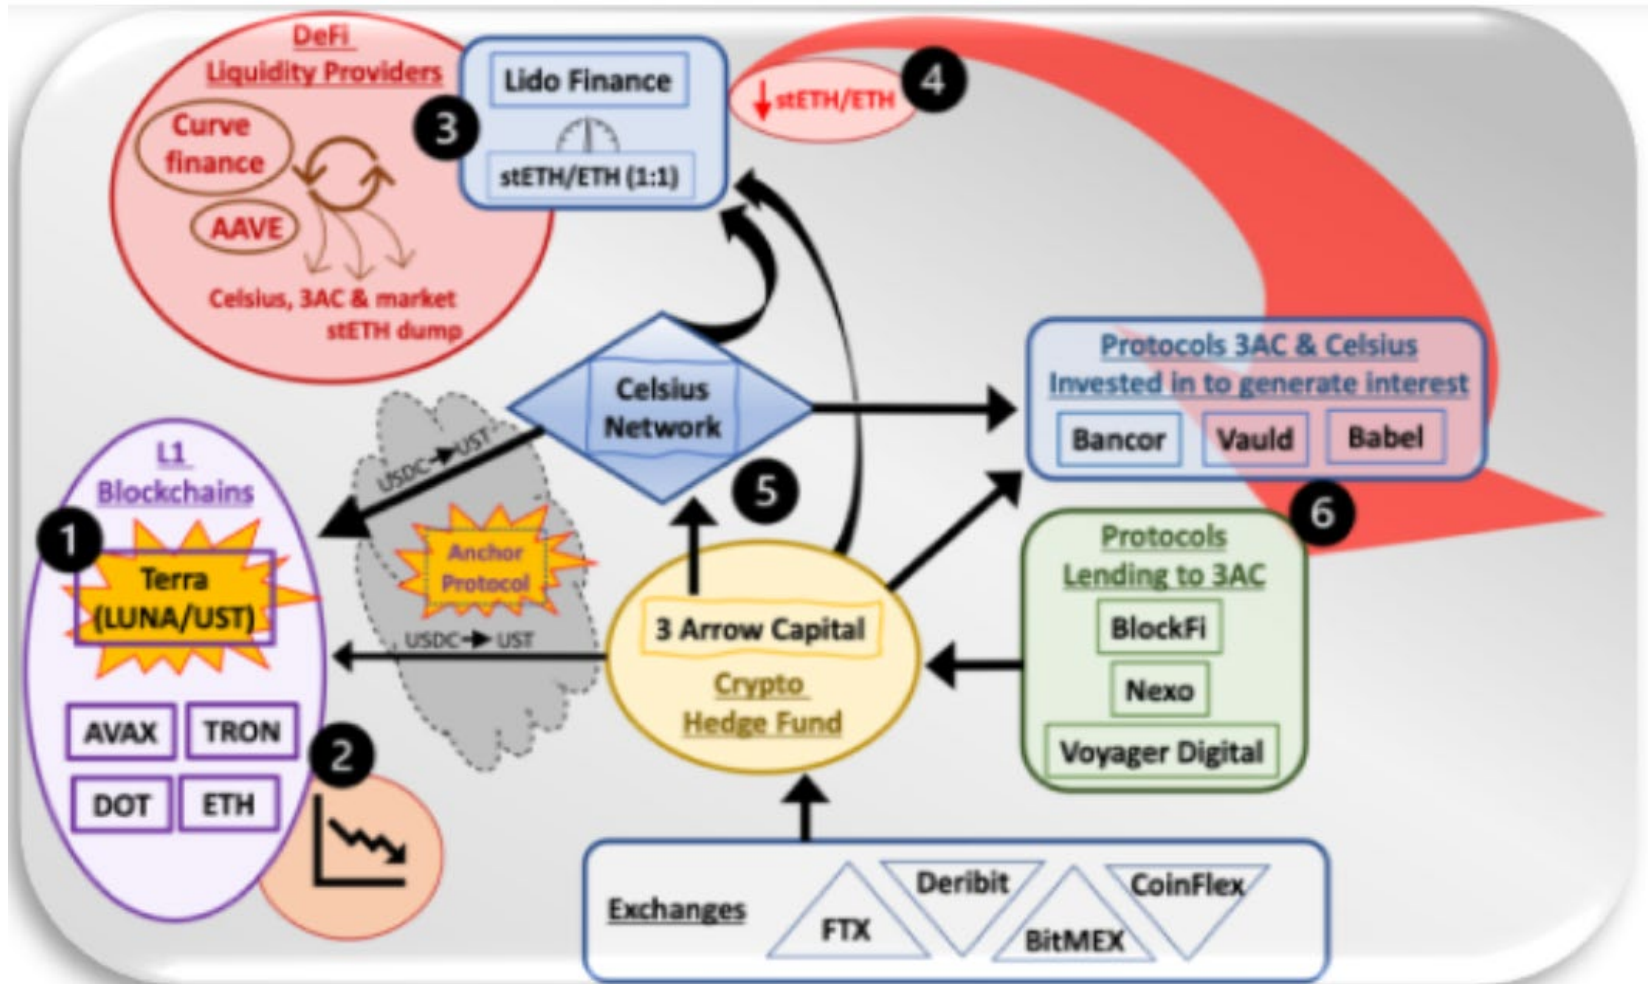 DeFi
Liquidity Providers
Curve
finance
AAVE
Celsius, 3AC & market
stETH dump
3
Lido Finance
stETH/ETH (1:1)
↓stETH/ETH
4
Celsius
Network
USDC→UST
Protocols 3AC & Celsius
Invested in to generate interest
Bancor
Vauld
Babel
L1
Blockchains
1
Terra
(LUNA/UST)
AVAX
TRON
DOT
ETH
2
Anchor
Protocol
USDC→UST
5
3 Arrow Capital
Crypto
Hedge Fund
6
Protocols
Lending to 3AC
BlockFi
Nexo
Voyager Digital
Exchanges
FTX
Deribit
BitMEX
CoinFlex